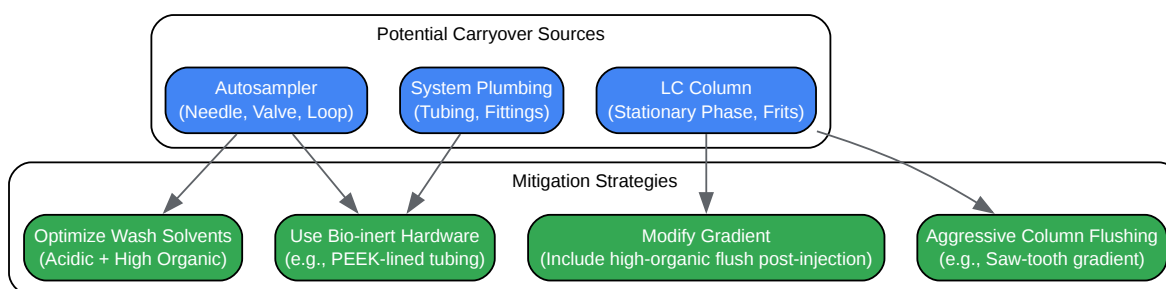 Potential Carryover Sources
Autosampler
(Needle, Valve, Loop)
System Plumbing
(Tubing, Fittings)
LC Column
(Stationary Phase, Frits)
Mitigation Strategies
Optimize Wash Solvents
(Acidic + High Organic)
Use Bio-inert Hardware
(e.g., PEEK-lined tubing)
Modify Gradient
(Include high-organic flush post-injection)
Aggressive Column Flushing
(e.g., Saw-tooth gradient)